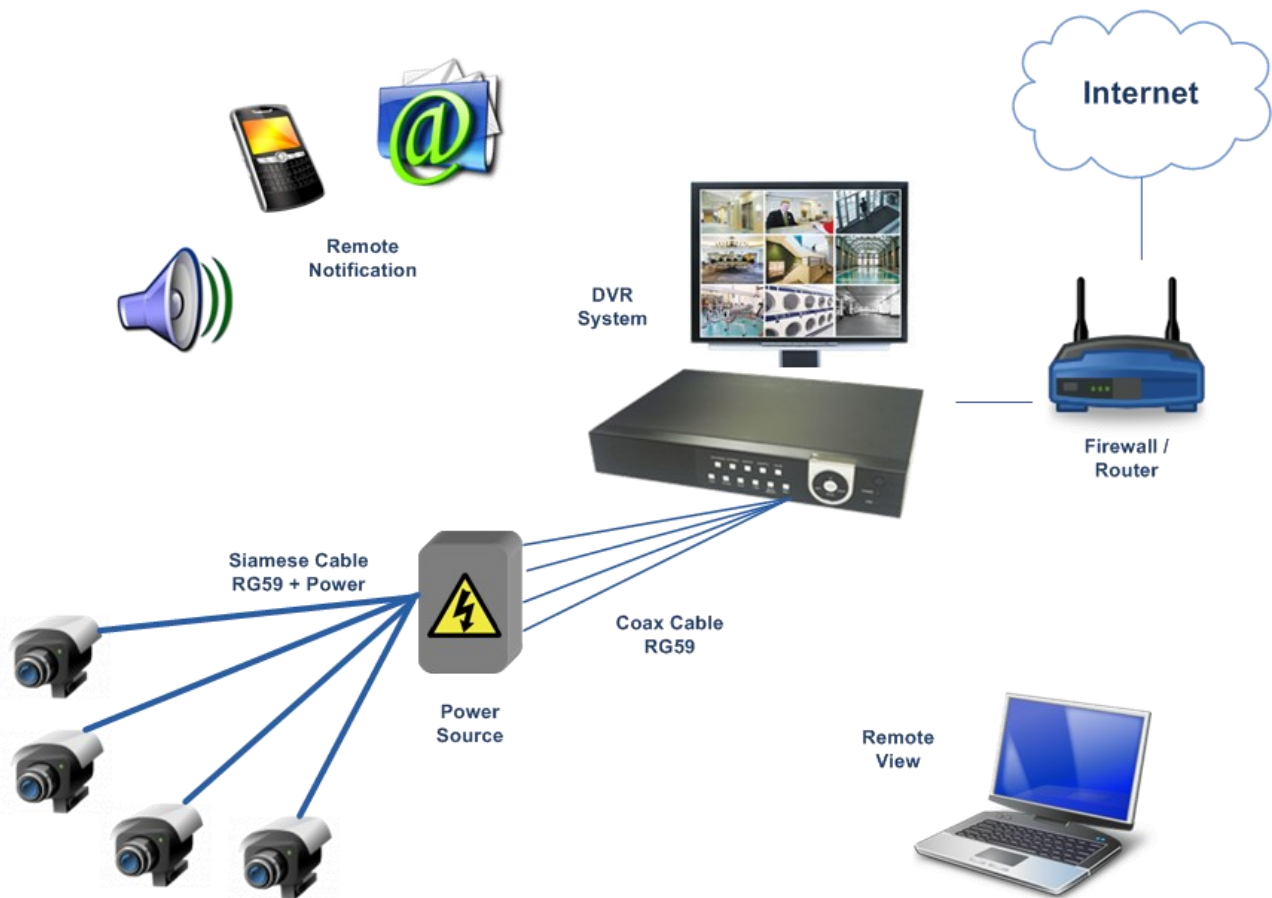 Internet
Remote
Notification
DVR
System
Firewall /
Router
Siamese Cable
RG59 + Power
Coax Cable
RG59
Power
Source
Remote
View